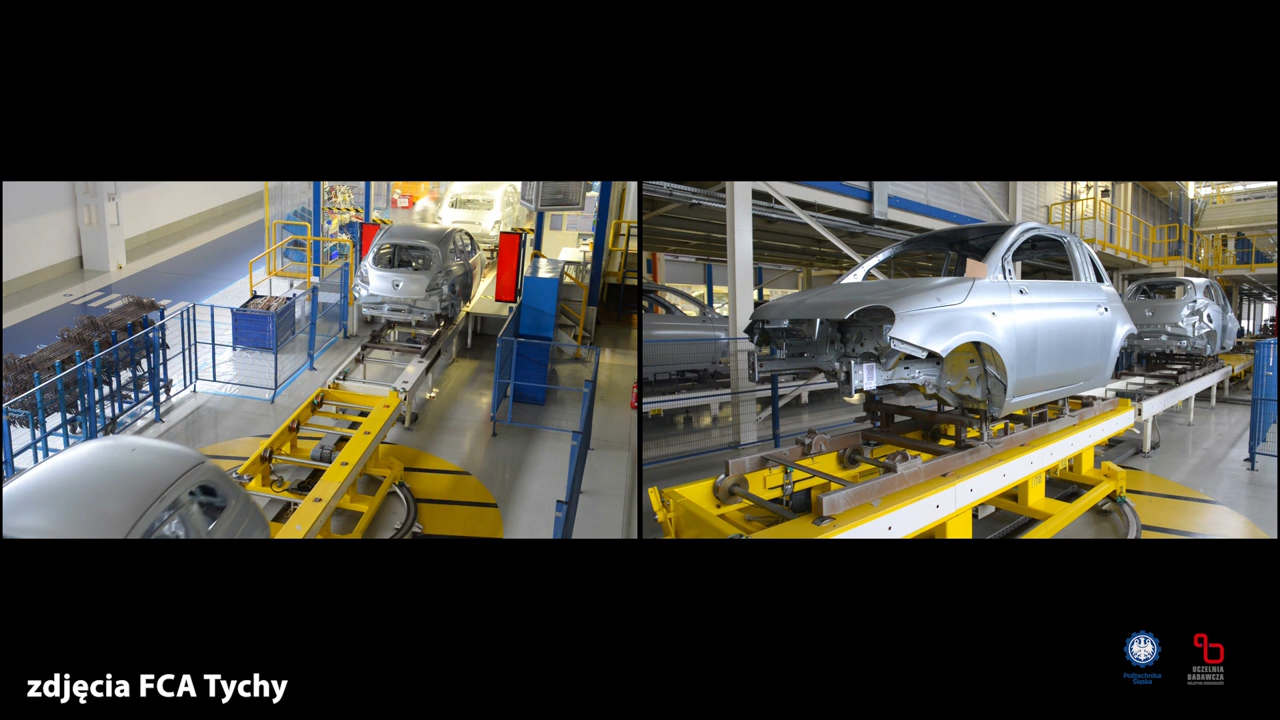 zdjęcia FCA Tychy
Politechnika
Śląska
UCZELNIA
BADAWCZA